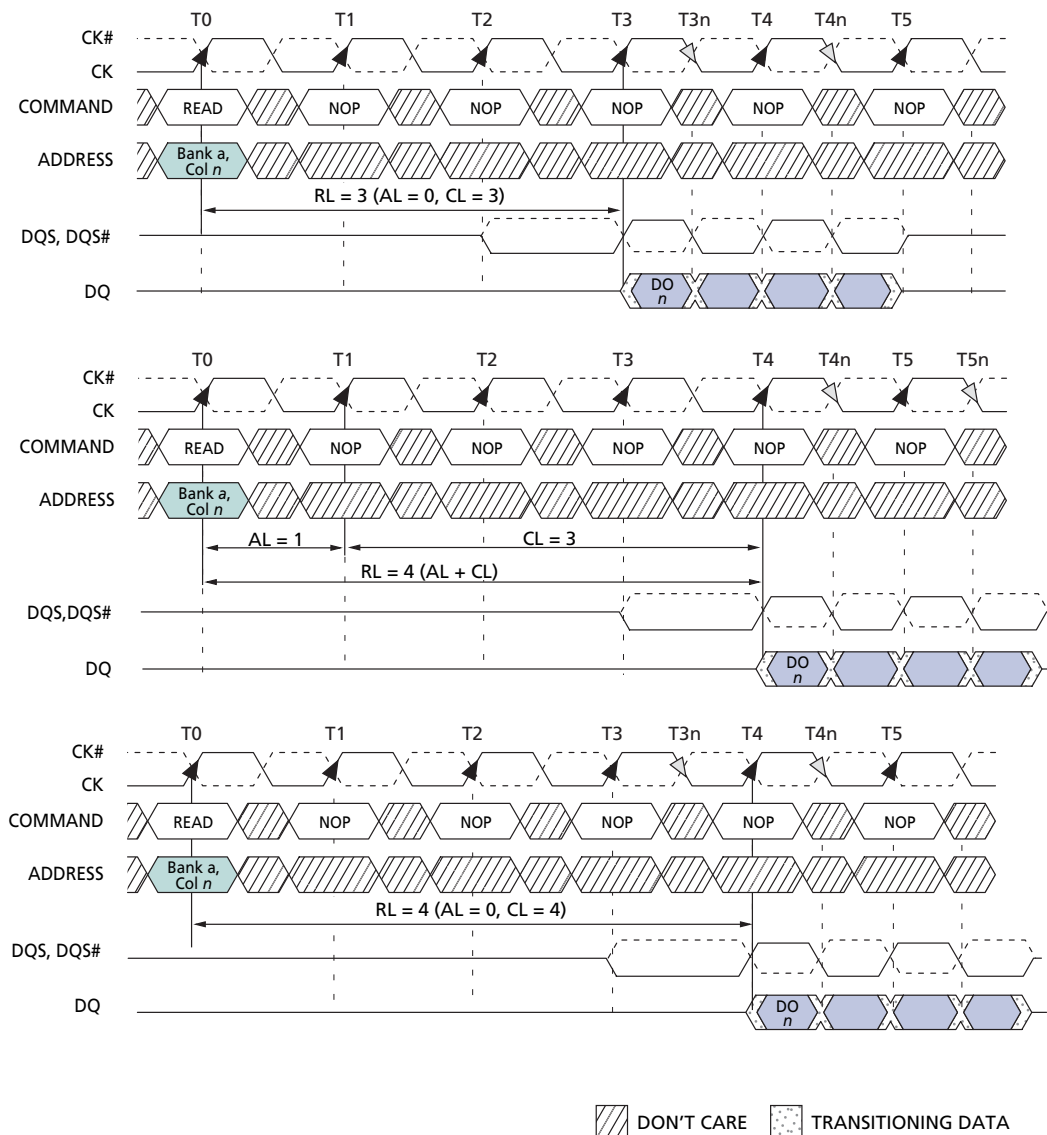 T0 T1 T2 T3 T3n T4 T4n T5
CK#
CK
COMMAND READ NOP NOP NOP NOP NOP
ADDRESS Bank a,
Col n
RL = 3 (AL = 0, CL = 3)
DQS, DQS#
DQ DO
n
T0 T1 T2 T3 T4 T4n T5 T5n
CK#
CK
COMMAND READ NOP NOP NOP NOP NOP
ADDRESS Bank a,
Col n
AL = 1 CL = 3
RL = 4 (AL + CL)
DQS,DQS#
DQ DO
n
T0 T1 T2 T3 T3n T4 T4n T5
CK#
CK
COMMAND READ NOP NOP NOP NOP NOP
ADDRESS Bank a,
Col n
RL = 4 (AL = 0, CL = 4)
DQS, DQS#
DQ DO
n
DON'T CARE TRANSITIONING DATA